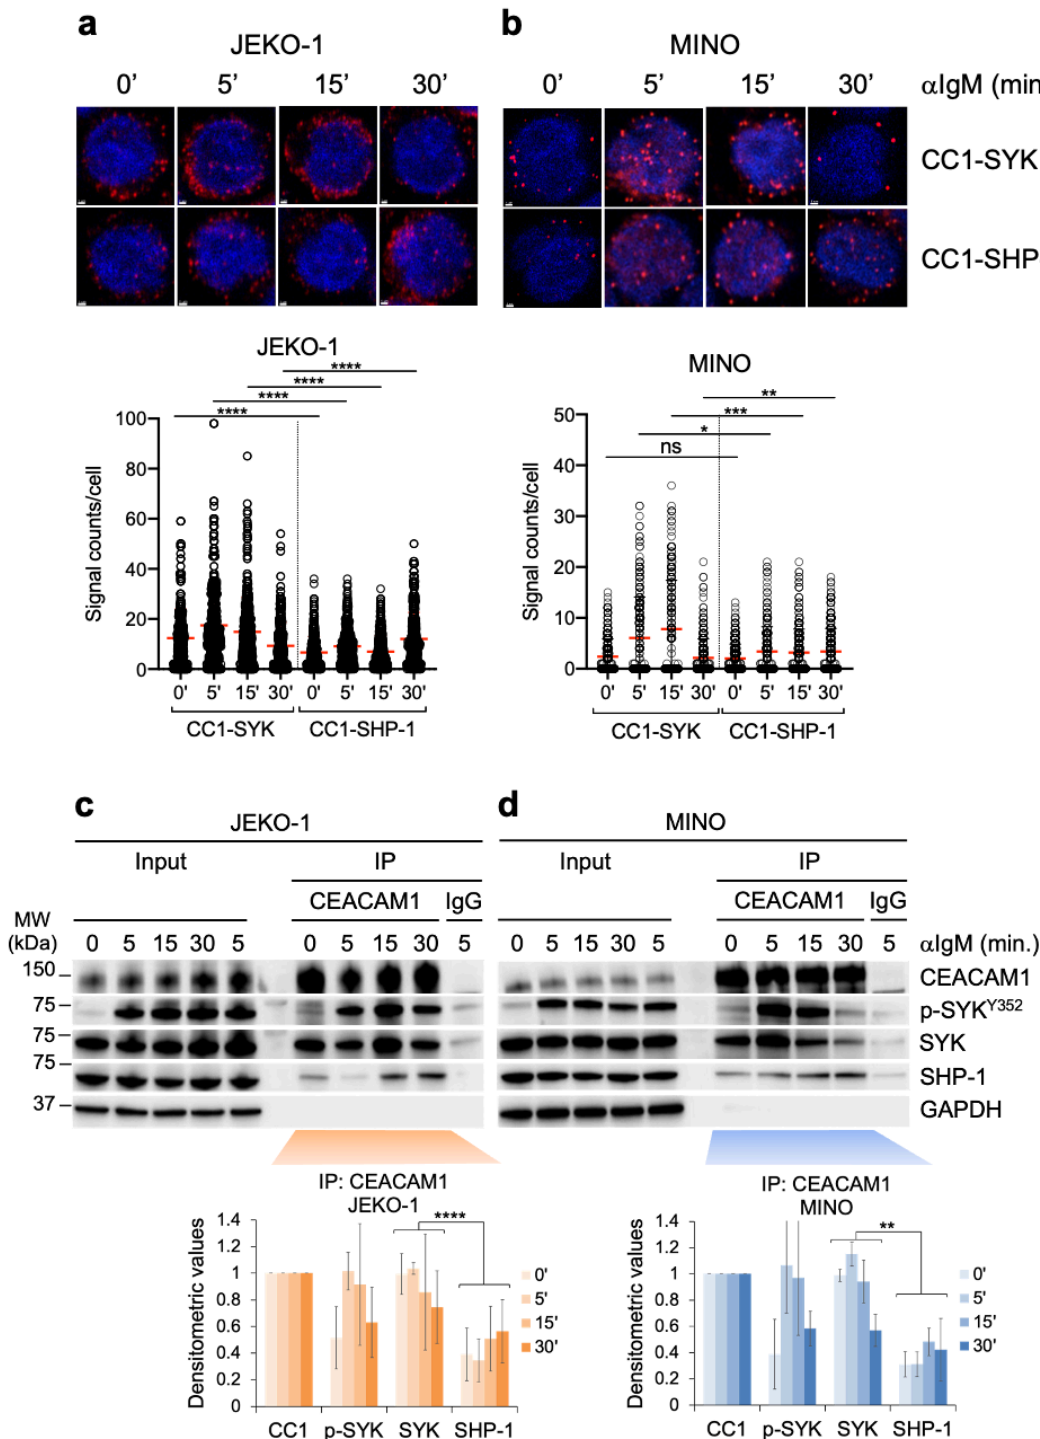 a
b
JEKO-1
MINO
0' 5' 15' 30'
0' 5' 15' 30'
αIgM (min
CC1-SYK
CC1-SHP-
JEKO-1
****
****
****
****
Signal counts/cell
100
80
60
40
20
0
0' 5' 15' 30' 0' 5' 15' 30'
CC1-SYK CC1-SHP-1
MINO
**
***
*
ns
Signal counts/cell
50
40
30
20
10
0
0' 5' 15' 30' 0' 5' 15' 30'
CC1-SYK CC1-SHP-1
c
d
JEKO-1
MINO
Input IP
Input IP
CEACAM1 IgG
CEACAM1 IgG
MW
(kDa)
0 5 15 30 5 0 5 15 30 5
0 5 15 30 5 0 5 15 30 5
αIgM (min.)
150
CEACAM1
75
p-SYKY352
75
SYK
75
SHP-1
37
GAPDH
IP: CEACAM1
JEKO-1
****
Densitometric values
1.4
1.2
1
0.8
0.6
0.4
0.2
0
0'
5'
15'
30'
CC1 p-SYK SYK SHP-1
IP: CEACAM1
MINO
**
Densitometric values
1.4
1.2
1
0.8
0.6
0.4
0.2
0
0'
5'
15'
30'
CC1 p-SYK SYK SHP-1